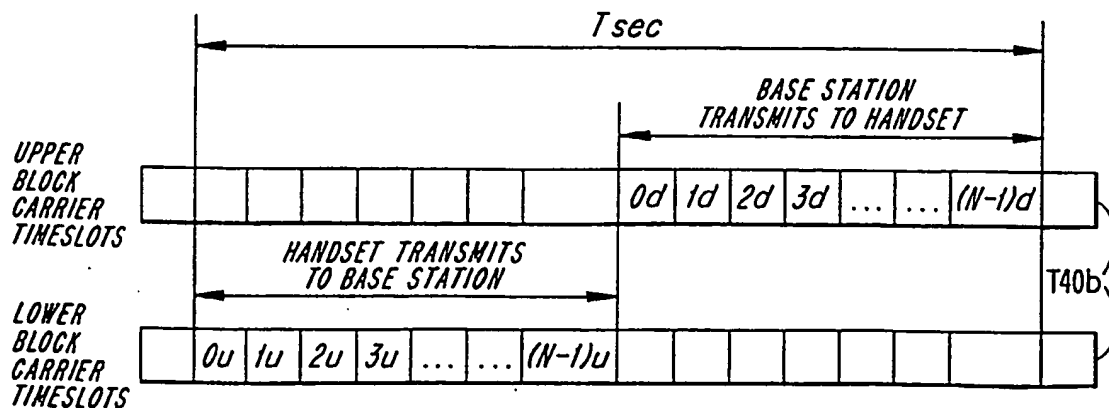 T sec
BASE STATION
TRANSMITS TO HANDSET
UPPER
BLOCK
CARRIER
TIMESLOTS
0d 1d 2d 3d ... ... (N-1)d
HANDSET TRANSMITS
TO BASE STATION
T40b
LOWER
BLOCK
CARRIER
TIMESLOTS
0u 1u 2u 3u ... ... (N-1)u